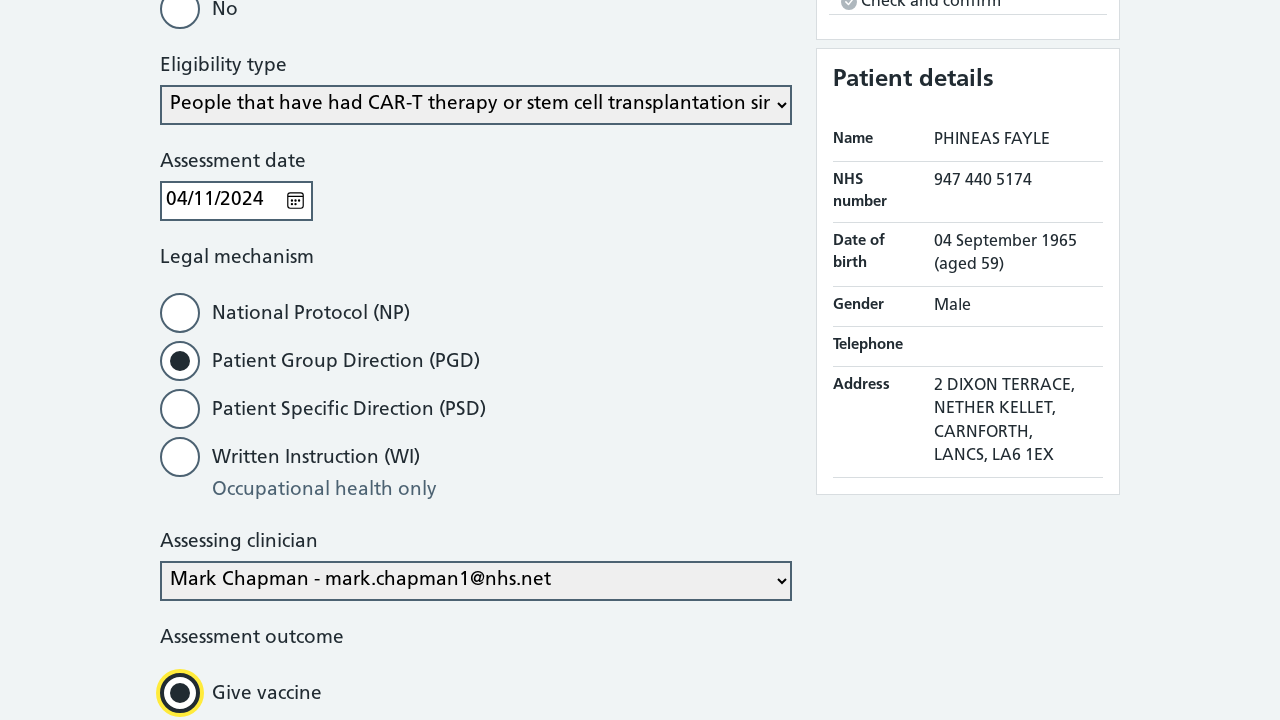 No
Eligibility type
People that have had CAR-T therapy or stem cell transplantation sir
Assessment date
04/11/2024
Legal mechanism
National Protocol (NP)
Patient Group Direction (PGD)
Patient Specific Direction (PSD)
Written Instruction (WI)
Occupational health only
Assessing clinician
Mark Chapman - mark.chapman1@nhs.net
Assessment outcome
Give vaccine
Check and confirm
Patient details
Name PHINEAS FAYLE
NHS number 947 440 5174
Date of birth 04 September 1965
(aged 59)
Gender Male
Telephone
Address 2 DIXON TERRACE,
NETHER KELLET,
CARNFORTH,
LANCS, LA6 1EX